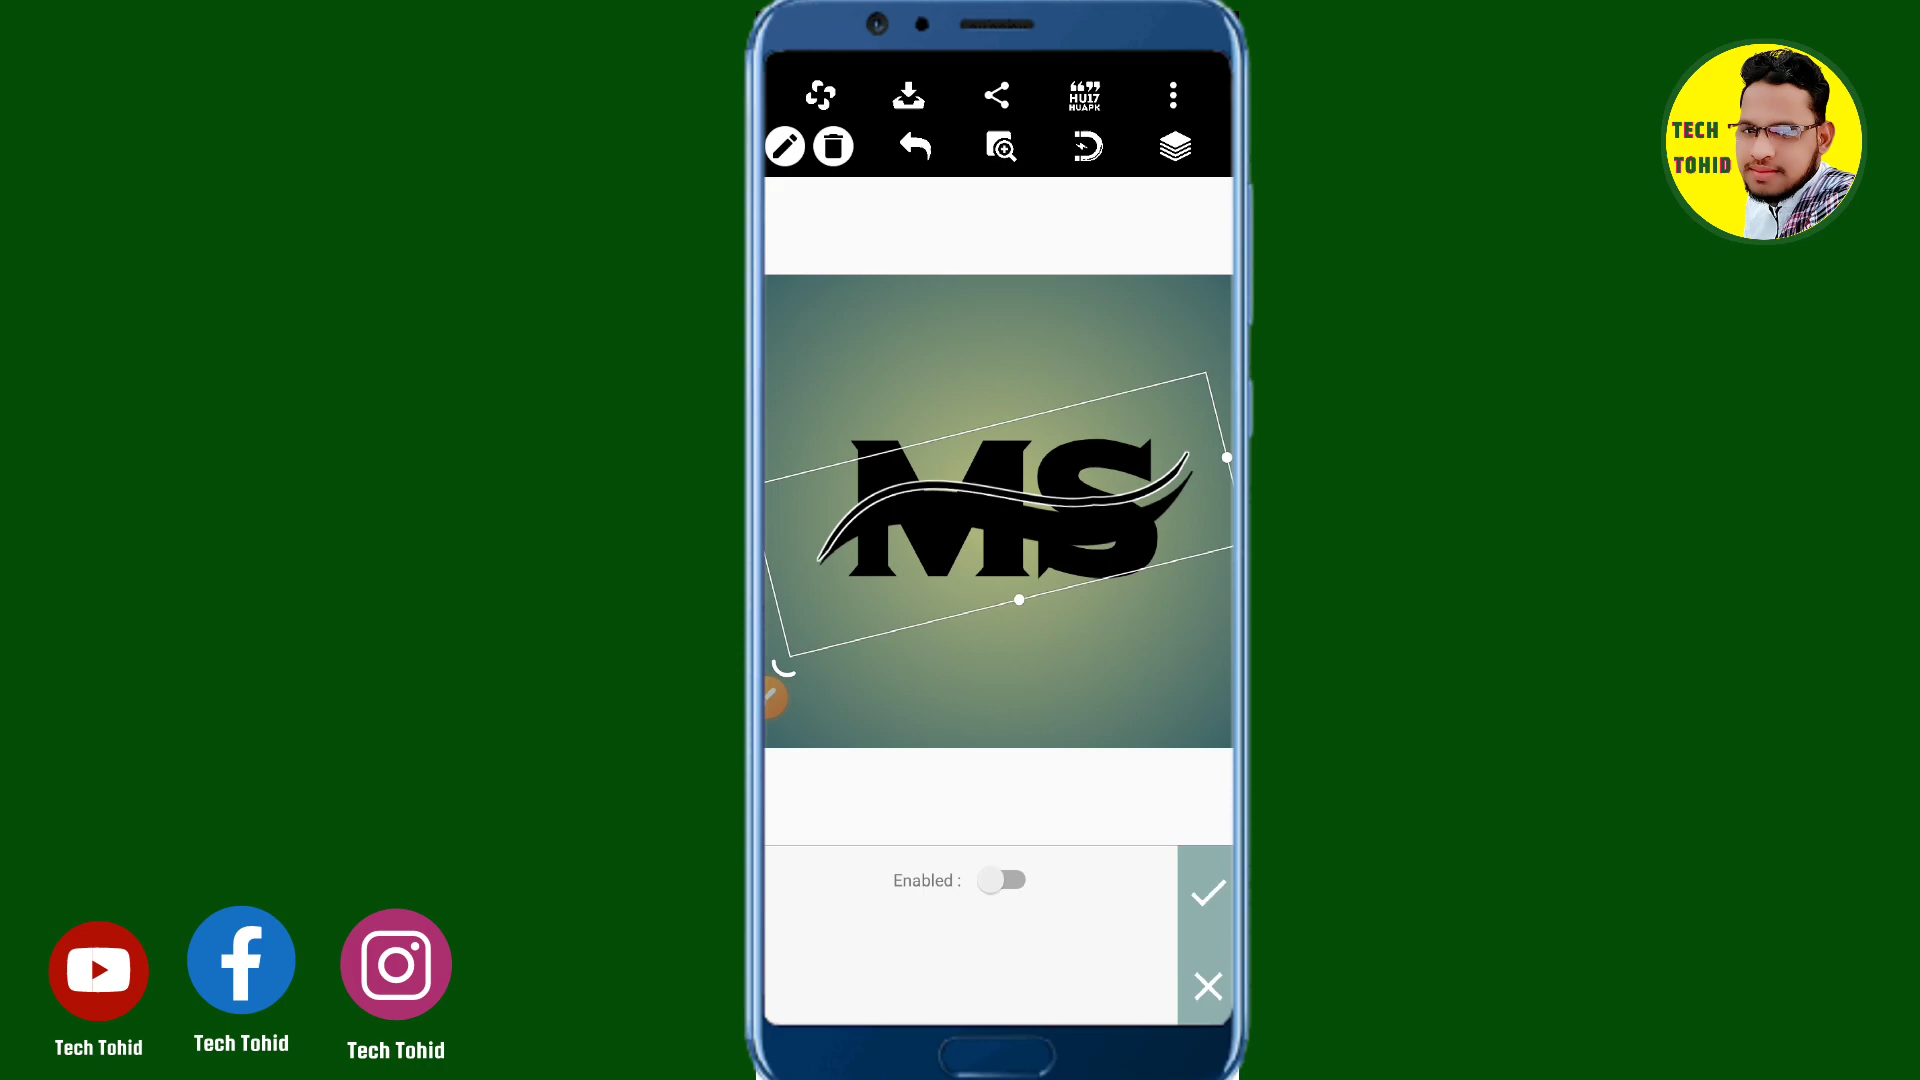 HU17
HUAPK
TECH
TOHID
MS
Enabled :
Tech Tohid
Tech Tohid
Tech Tohid